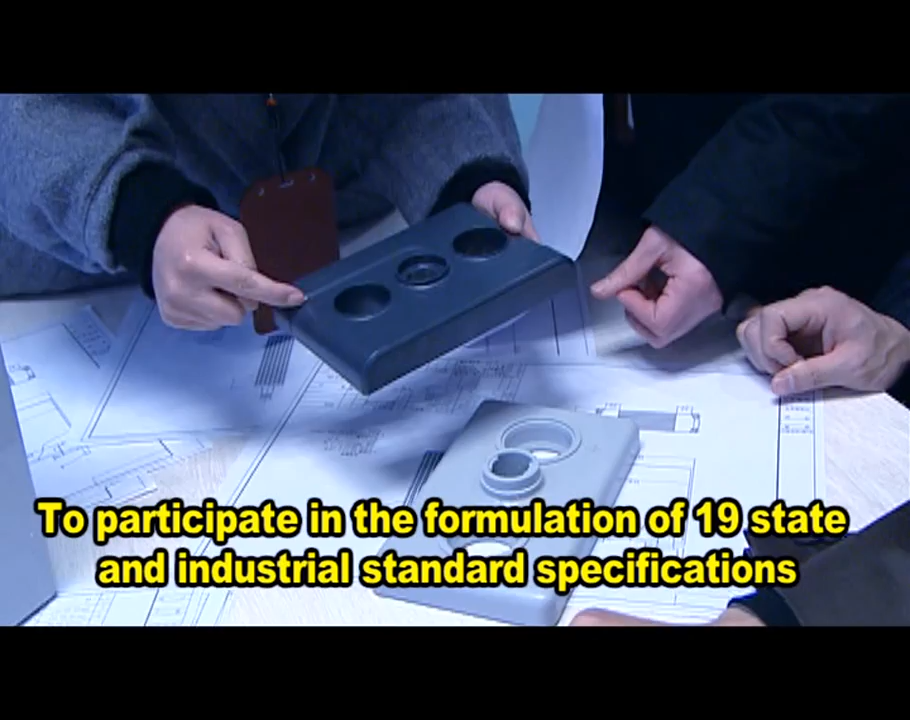 To participate in the formulation of 19 state
and industrial standard specifications